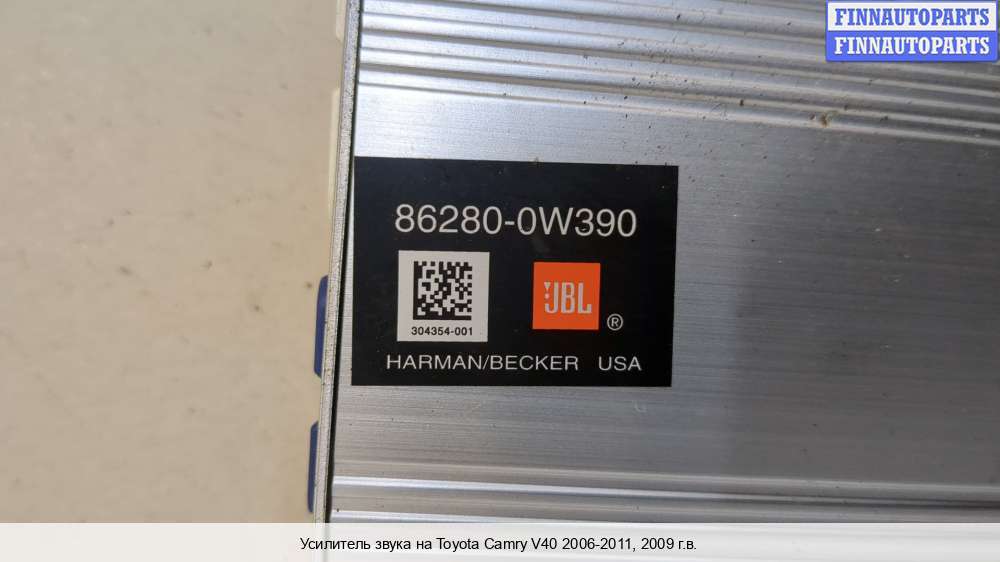 FINNAUTOPARTS
FINNAUTOPARTS
86280-0W390
304354-001
JBL
®
HARMAN/BECKER USA
Усилитель звука на Toyota Camry V40 2006-2011, 2009 г.в.